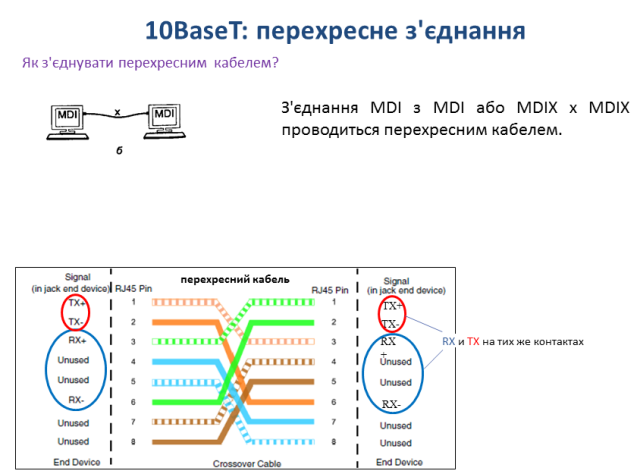 10BaseT: перехресне з'єднання
Як з'єднувати перехресним кабелем?
MDI x MDI
б
З'єднання MDI з MDI або MDIX х MDIX
проводиться перехресним кабелем.
Signal
(in jack end device)
RJ45 Pin
перехресний кабель
RJ45 Pin
Signal
(in jack end device)
TX+ 1 1 TX+
TX- 2 2 TX-
RX+ 3 3 RX
+
Unused 4 4 Unused
Unused 5 5 Unused
RX- 6 6 RX-
Unused 7 7 Unused
Unused 8 8 Unused
End Device Crossover Cable End Device
RX и TX на тих же контактах